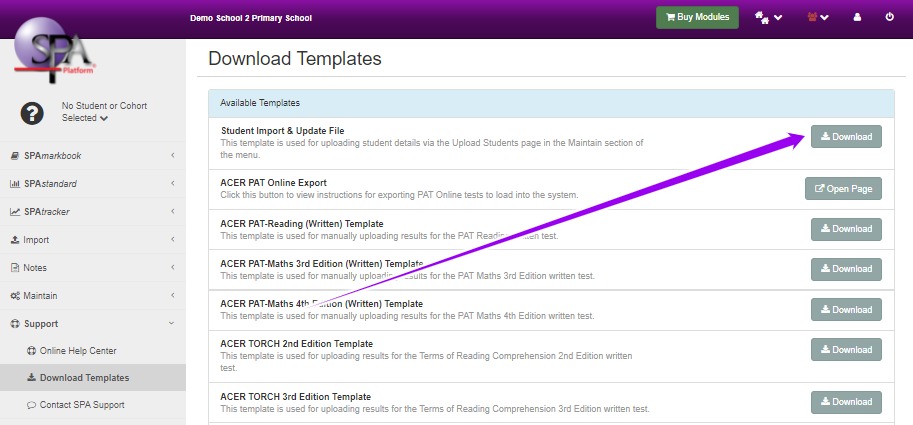 Demo School 2 Primary School
Buy Modules
SPA
Platform
No Student or Cohort
Selected
SPAmarkbook
SPAstandard
SPAtracker
Import
Notes
Maintain
Support
Online Help Center
Download Templates
Contact SPA Support
Download Templates
Available Templates
Student Import & Update File
This template is used for uploading student details via the Upload Students page in the Maintain section of
the menu.
Download
ACER PAT Online Export
Click this button to view instructions for exporting PAT Online tests to load into the system.
Open Page
ACER PAT-Reading (Written) Template
This template is used for manually uploading results for the PAT Reading written test.
Download
ACER PAT-Maths 3rd Edition (Written) Template
This template is used for manually uploading results for the PAT Maths 3rd Edition written test.
Download
ACER PAT-Maths 4th Edition (Written) Template
This template is used for manually uploading results for the PAT Maths 4th Edition written test.
Download
ACER TORCH 2nd Edition Template
This template is used for uploading results for the Terms of Reading Comprehension 2nd Edition written
test.
Download
ACER TORCH 3rd Edition Template
This template is used for uploading results for the Terms of Reading Comprehension 3rd Edition written test.
Download